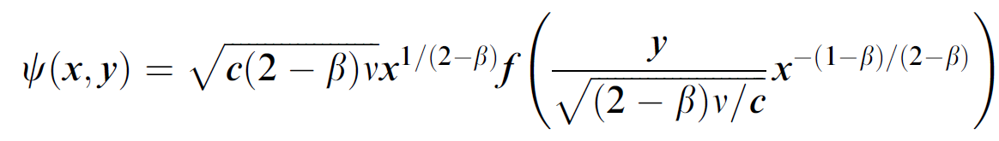 ψ(x,y) = √(c(2 − β)v)x^{1/(2−β)} f( y / √((2 − β)v/c) x^{−(1−β)/(2−β)} )